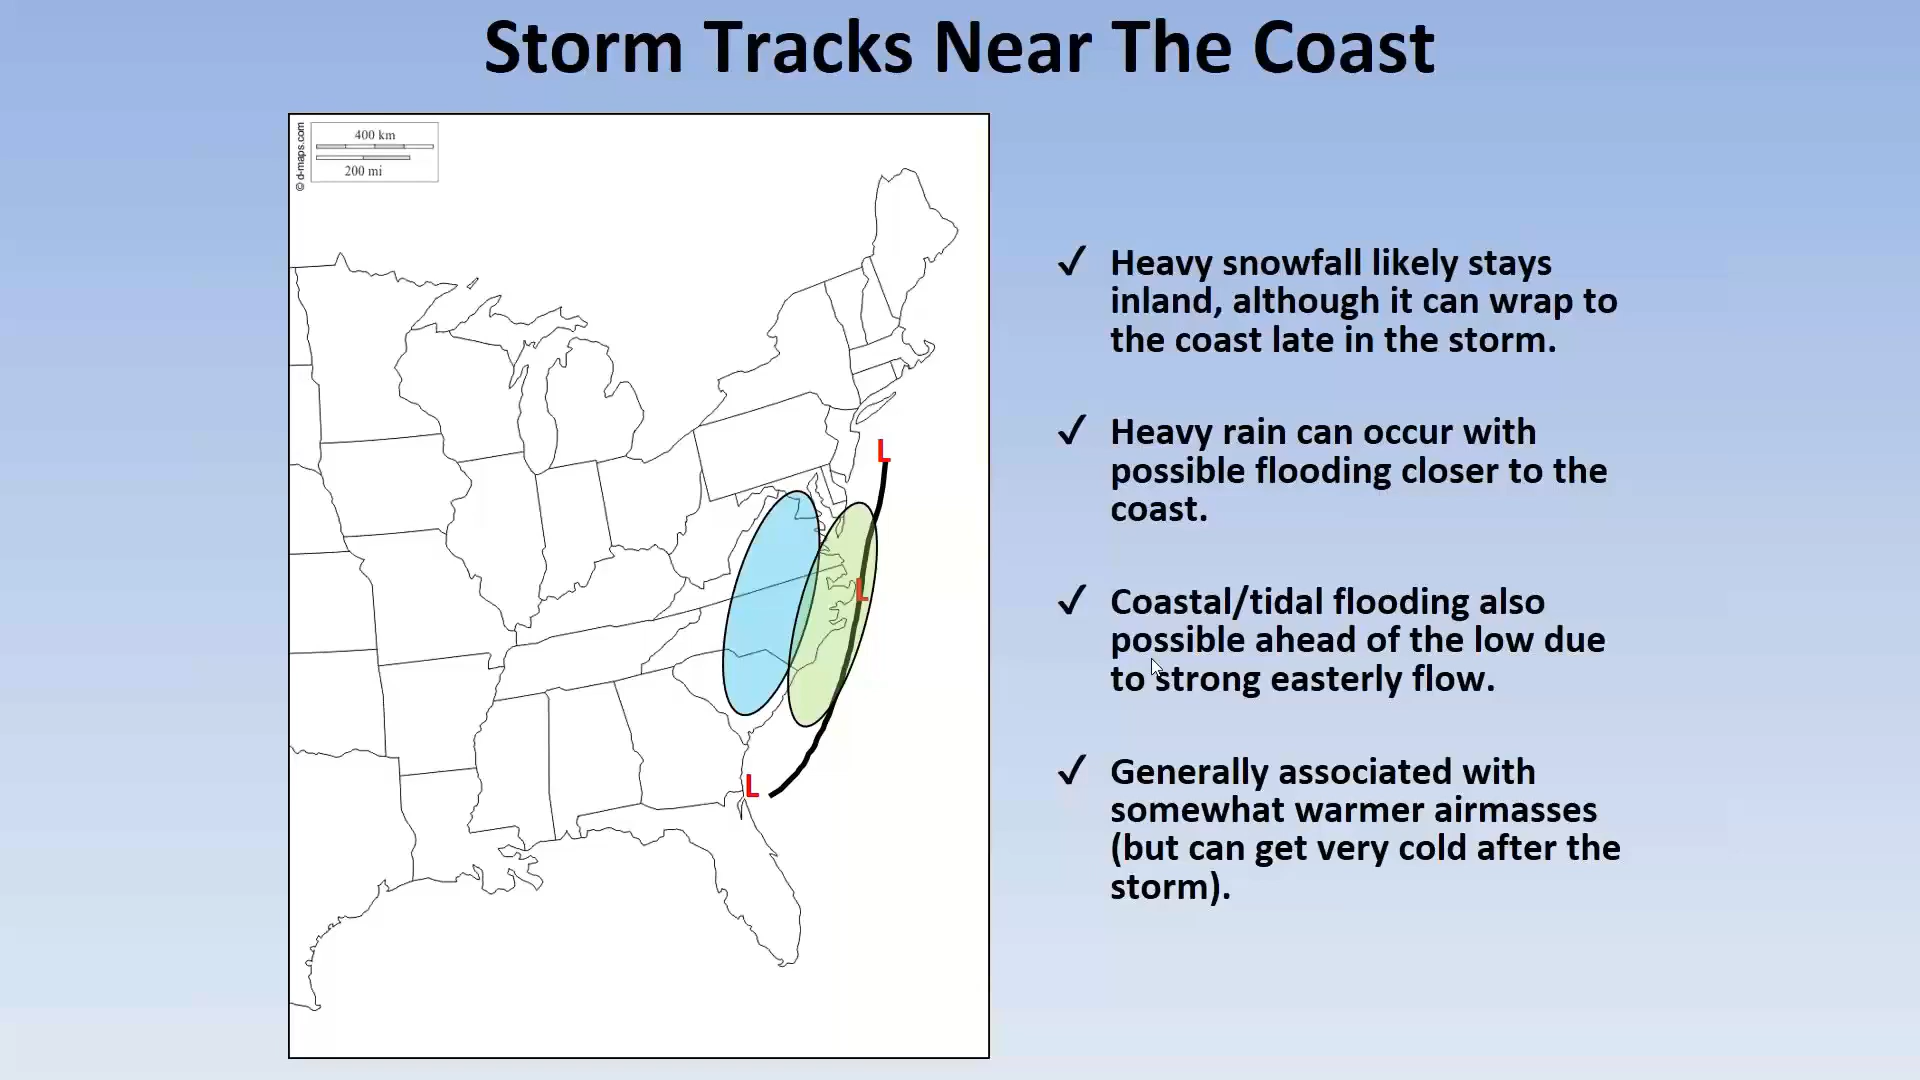 Storm Tracks Near The Coast
© d-maps.com
400 km
200 mi
L
L
L
✓ Heavy snowfall likely stays
inland, although it can wrap to
the coast late in the storm.
✓ Heavy rain can occur with
possible flooding closer to the
coast.
✓ Coastal/tidal flooding also
possible ahead of the low due
to strong easterly flow.
✓ Generally associated with
somewhat warmer airmasses
(but can get very cold after the
storm).